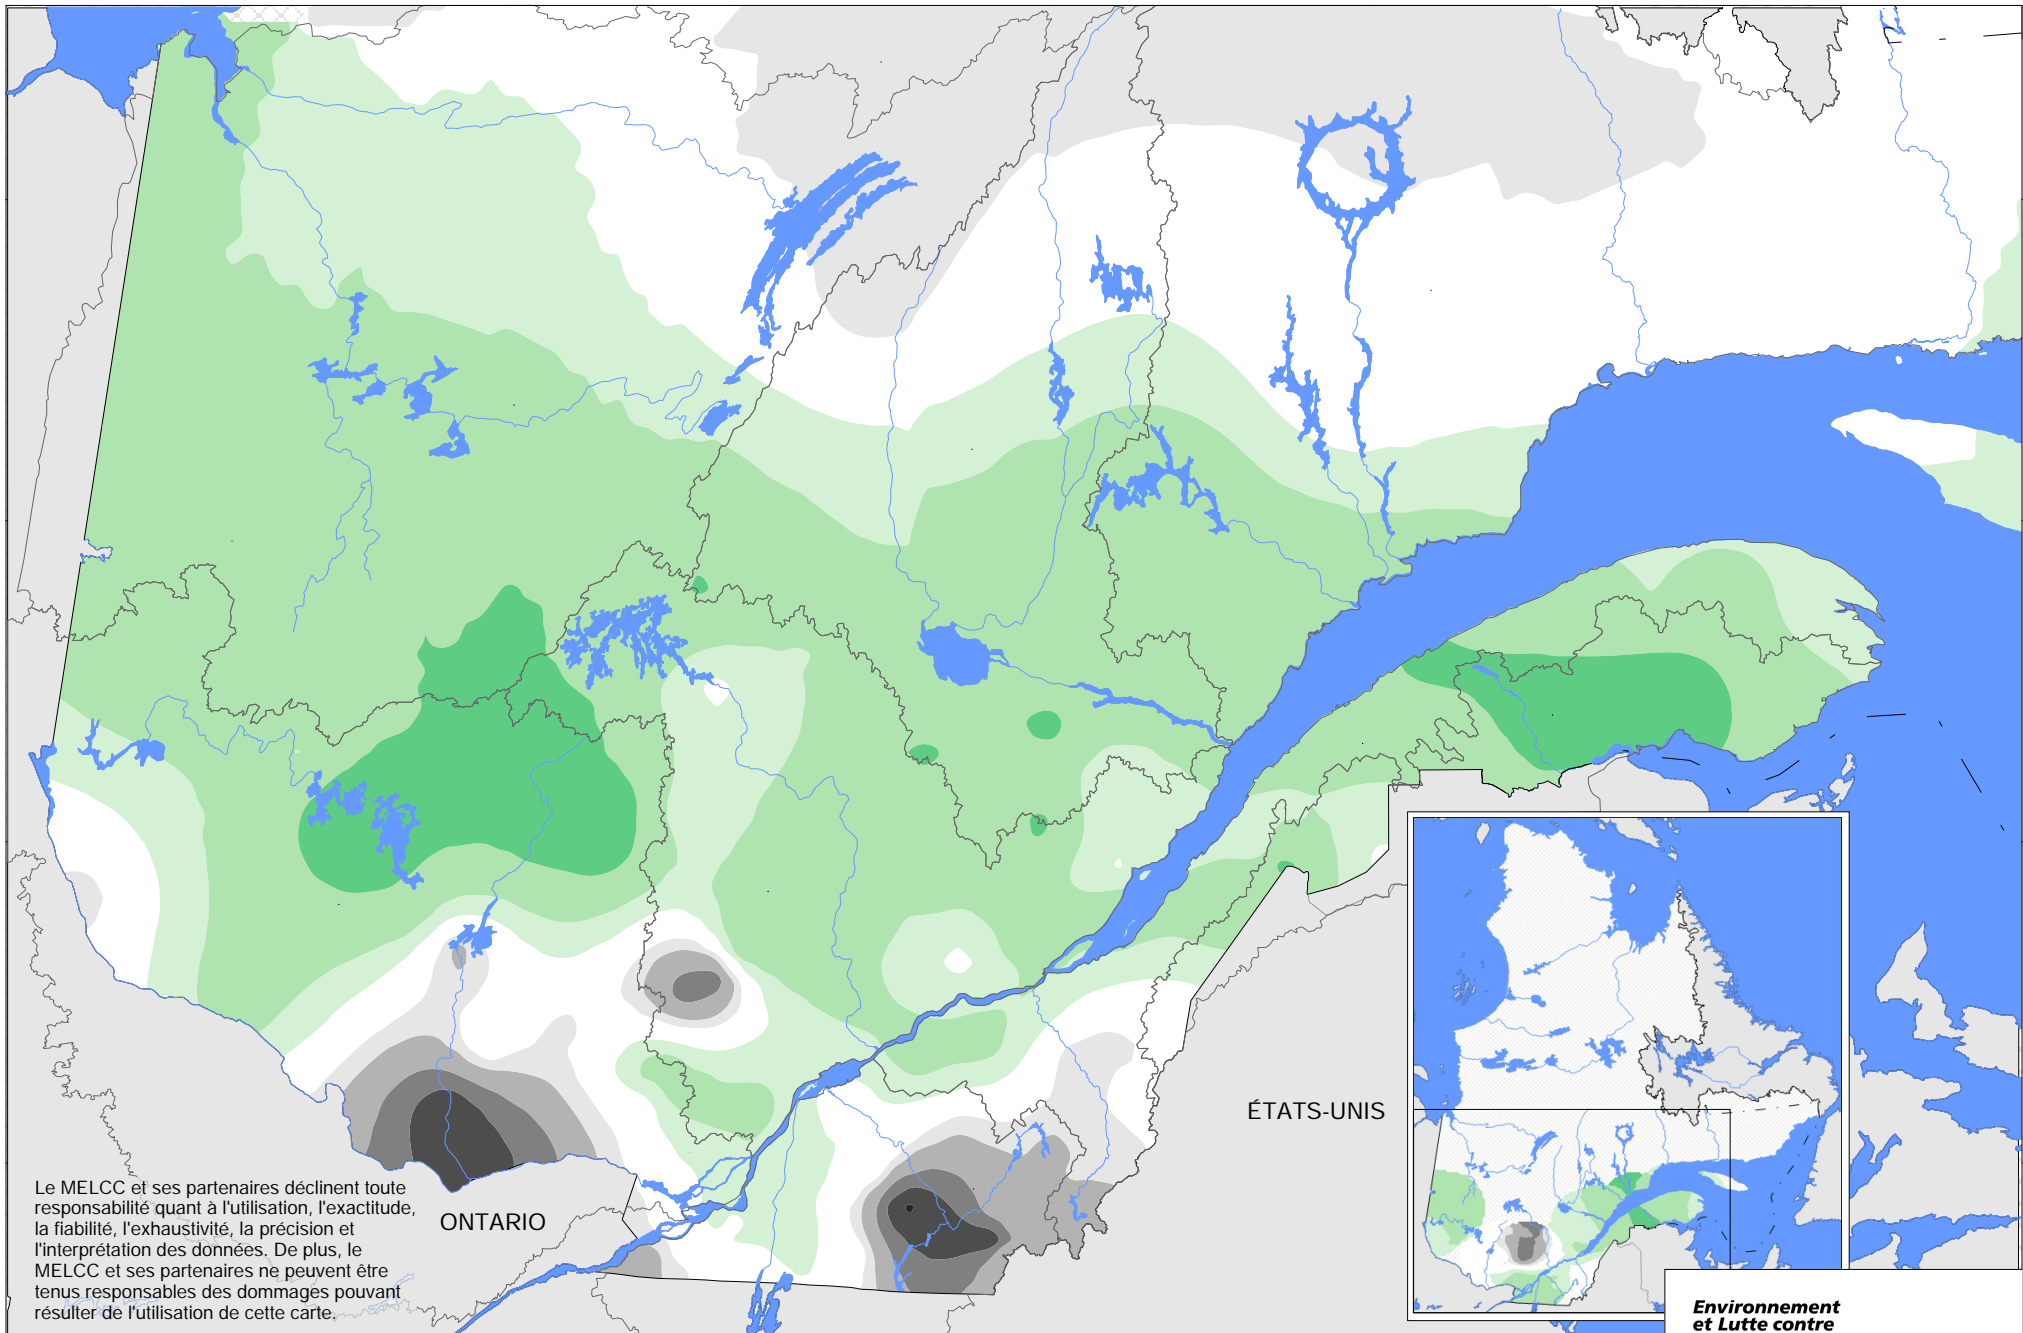 ÉTATS-UNIS
Le MELCC et ses partenaires déclinent toute
responsabilité quant à l'utilisation, l'exactitude,
la fiabilité, l'exhaustivité, la précision et
l'interprétation des données. De plus, le
MELCC et ses partenaires ne peuvent être
tenus responsables des dommages pouvant
résulter de l'utilisation de cette carte.
ONTARIO
Environnement
et Lutte contre